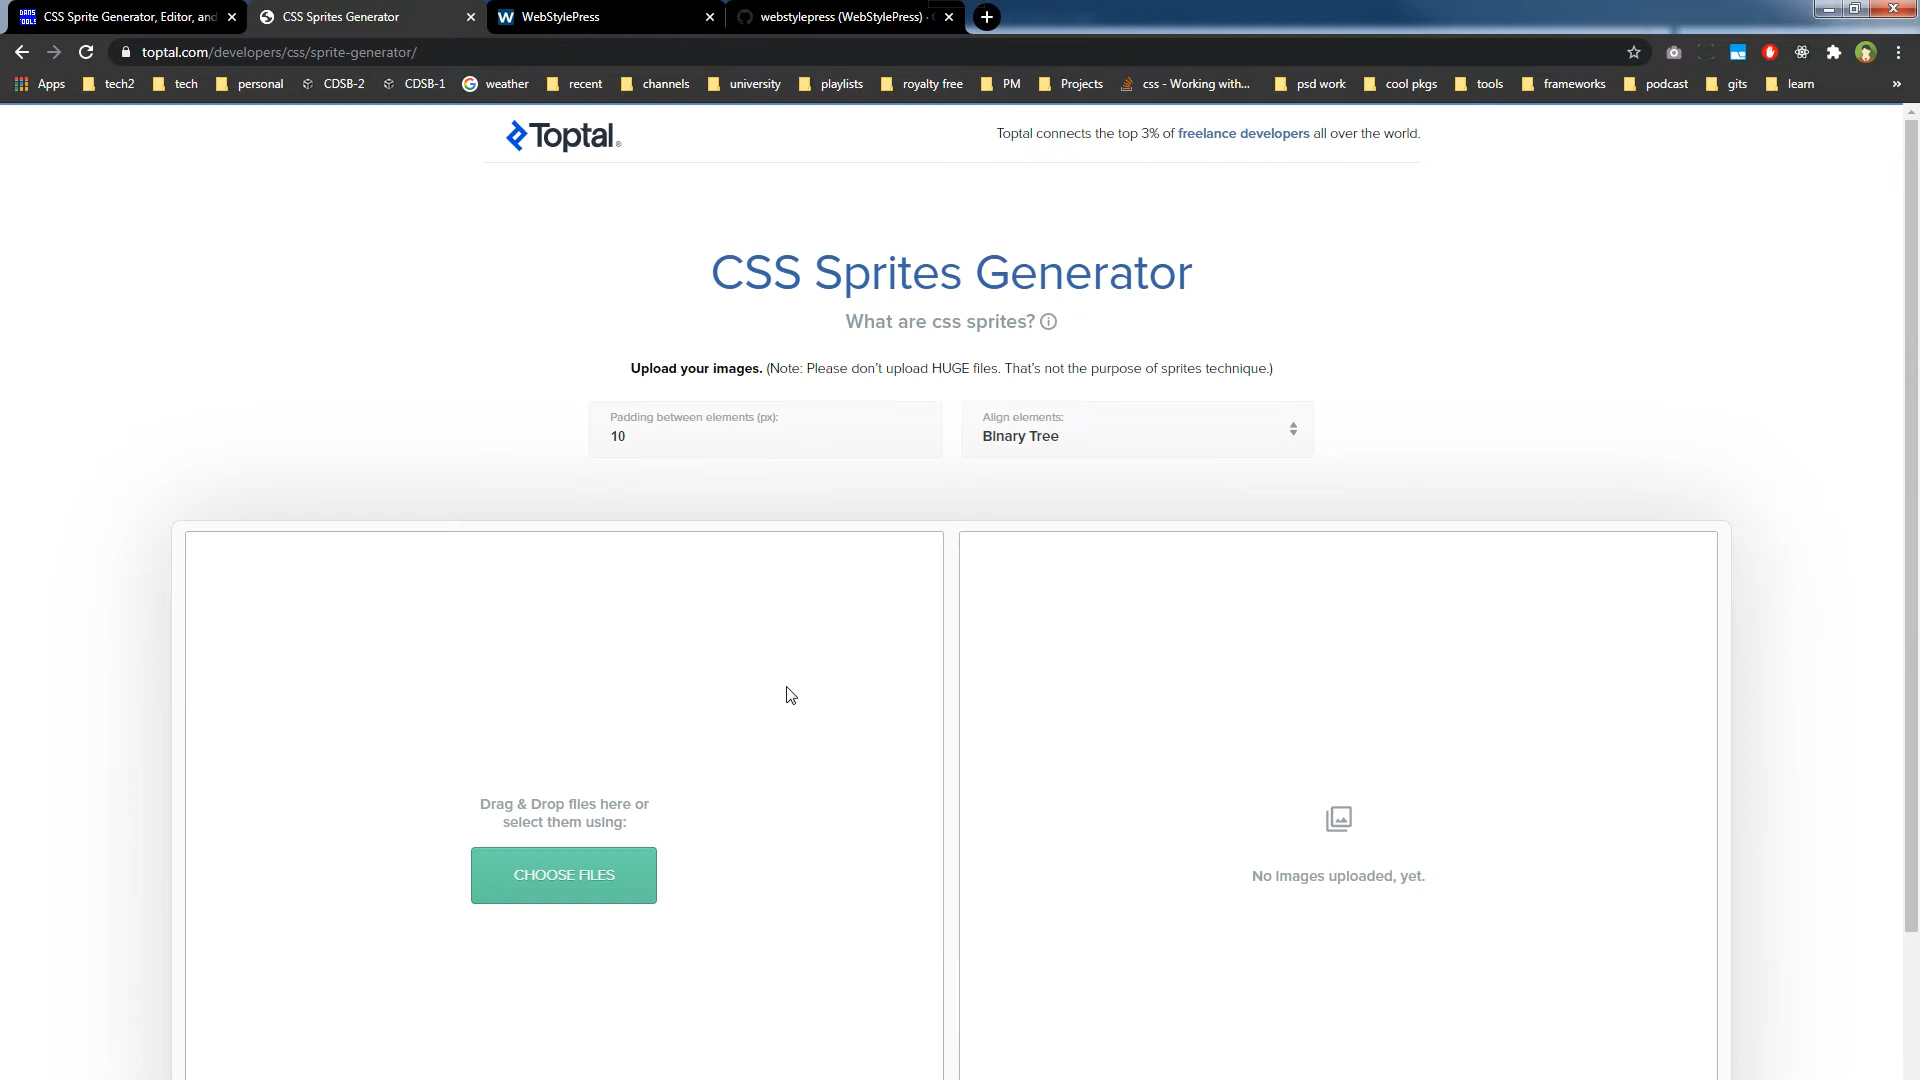 CSS Sprite Generator, Editor, and
CSS Sprites Generator
WebStylePress
webstylepress (WebStylePress) ·
toptal.com/developers/css/sprite-generator/
Apps tech2 tech personal CDSB-2 CDSB-1 weather recent channels university playlists royalty free PM Projects css - Working with... psd work cool pkgs tools frameworks podcast gits learn »
Toptal®
Toptal connects the top 3% of freelance developers all over the world.
CSS Sprites Generator
What are css sprites?
Upload your images. (Note: Please don't upload HUGE files. That's not the purpose of sprites technique.)
Padding between elements (px):
10
Align elements:
Binary Tree
Drag & Drop files here or
select them using:
CHOOSE FILES
No images uploaded, yet.